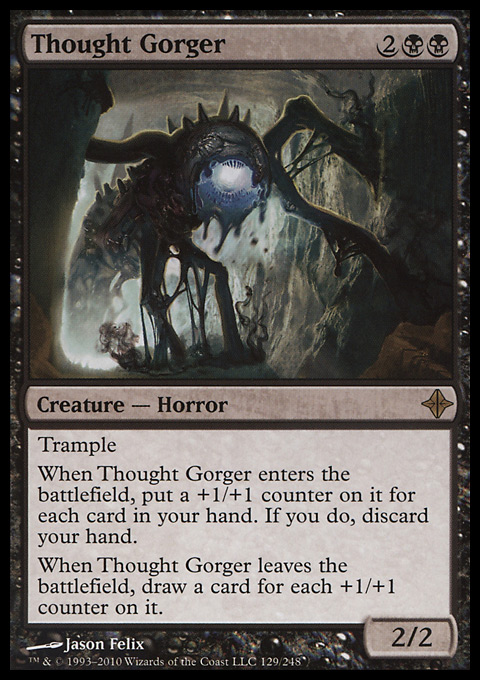 Thought Gorger 2
Creature — Horror
Trample
When Thought Gorger enters the
battlefield, put a +1/+1 counter on it for
each card in your hand. If you do, discard
your hand.
When Thought Gorger leaves the
battlefield, draw a card for each +1/+1
counter on it.
Jason Felix
2/2
™ & © 1993–2010 Wizards of the Coast LLC 129/248